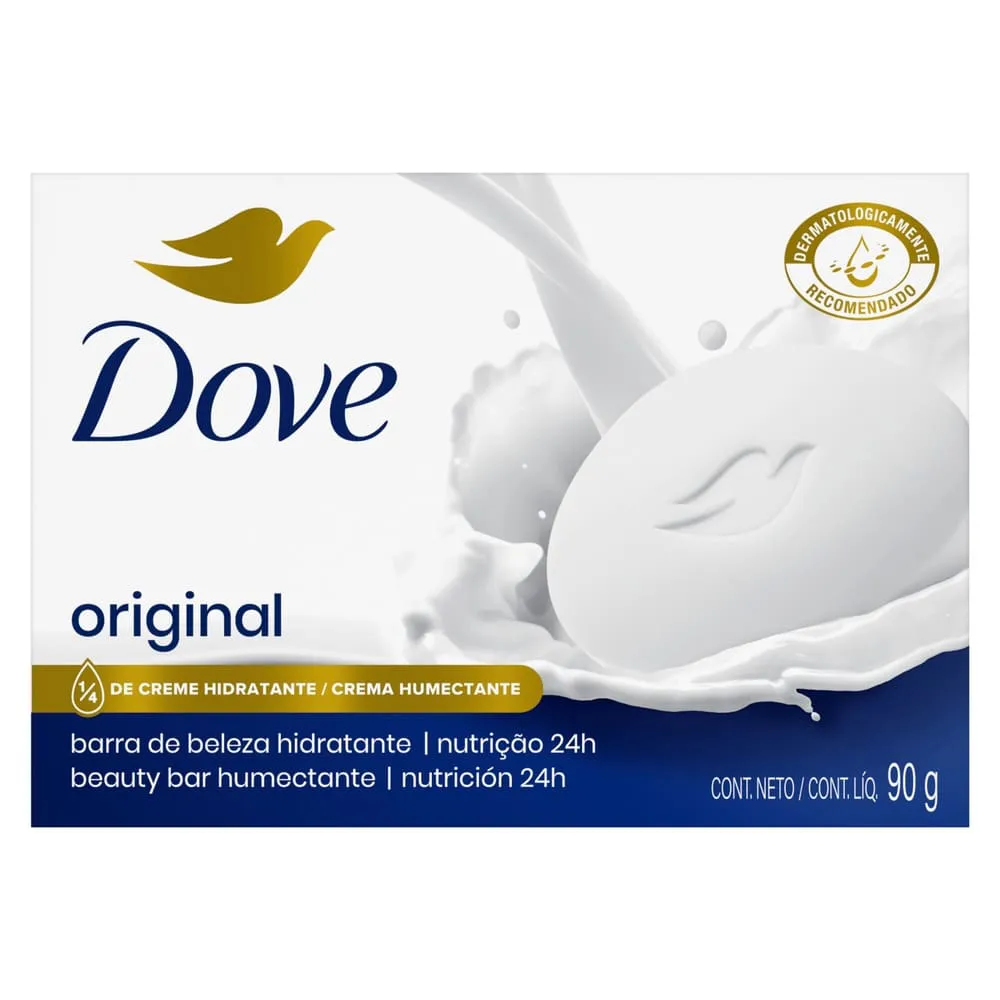 DERMATOLOGICAMENTE
RECOMENDADO
Dove
original
1/4 DE CREME HIDRATANTE / CREMA HUMECTANTE
barra de beleza hidratante | nutrição 24h
beauty bar humectante | nutrición 24h
CONT. NETO / CONT. LÍQ. 90 g